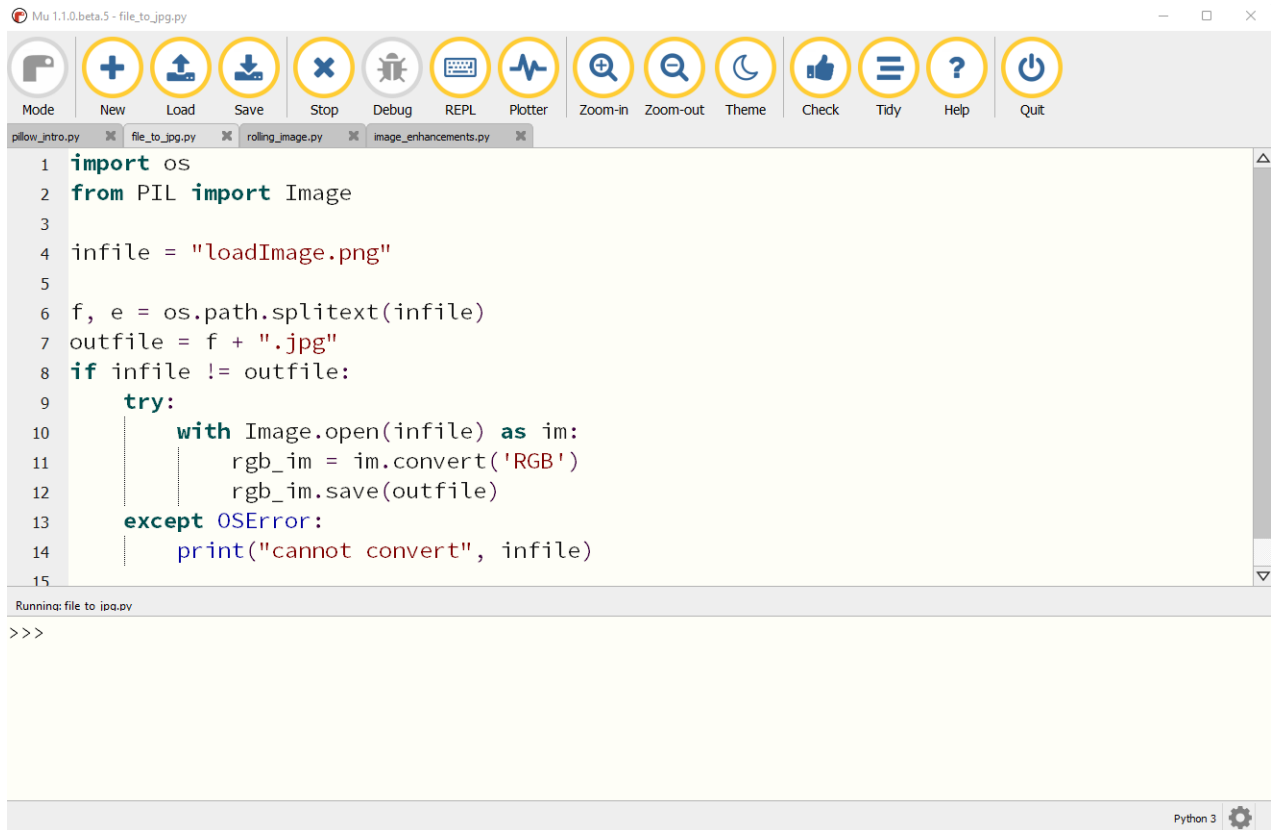 Mu 1.1.0.beta.5 - file_to_jpg.py
Mode New Load Save Stop Debug REPL Plotter Zoom-in Zoom-out Theme Check Tidy Help Quit
pillow_intro.py file_to_jpg.py rolling_image.py image_enhancements.py
1 import os
2 from PIL import Image
3
4 infile = "loadImage.png"
5
6 f, e = os.path.splitext(infile)
7 outfile = f + ".jpg"
8 if infile != outfile:
9     try:
10         with Image.open(infile) as im:
11             rgb_im = im.convert('RGB')
12             rgb_im.save(outfile)
13     except OSError:
14         print("cannot convert", infile)
15
Running: file_to_jpg.py
>>>
Python 3